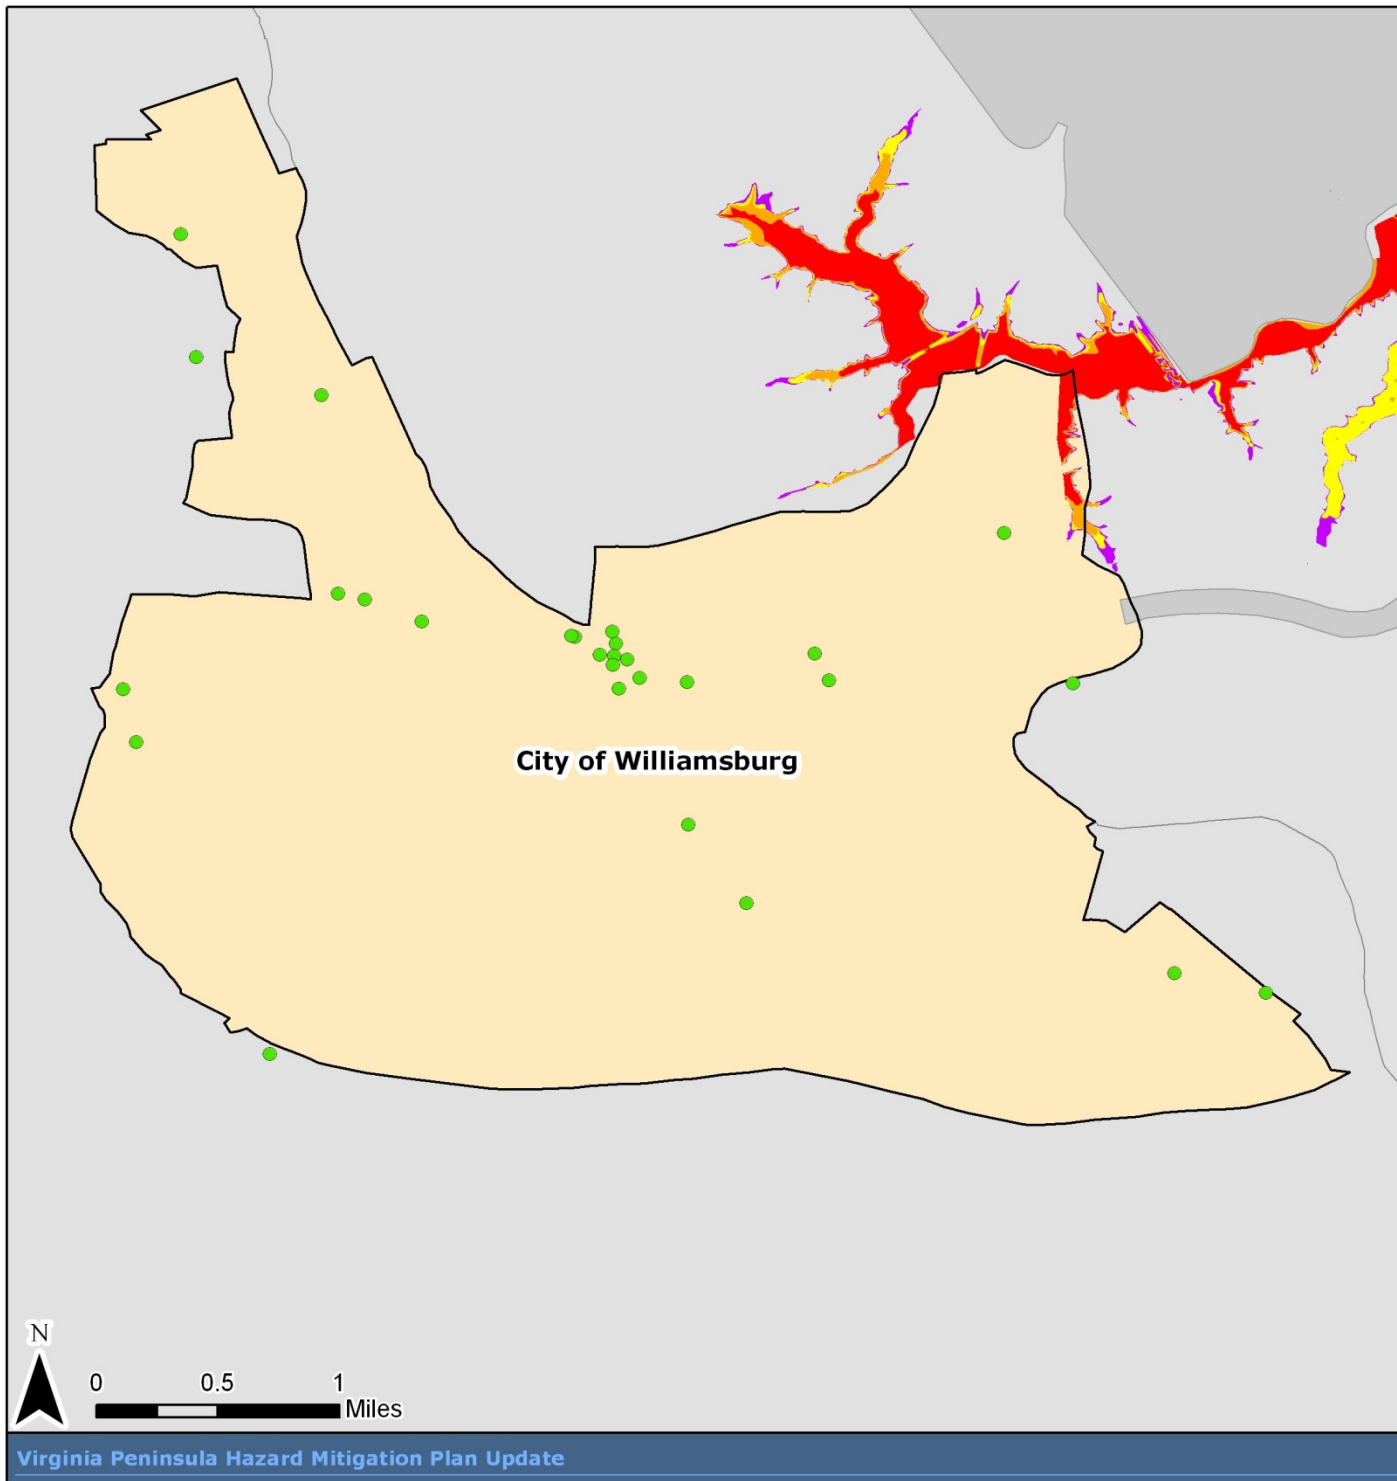 City of Williamsburg
N
0 0.5 1
Miles
Virginia Peninsula Hazard Mitigation Plan Update